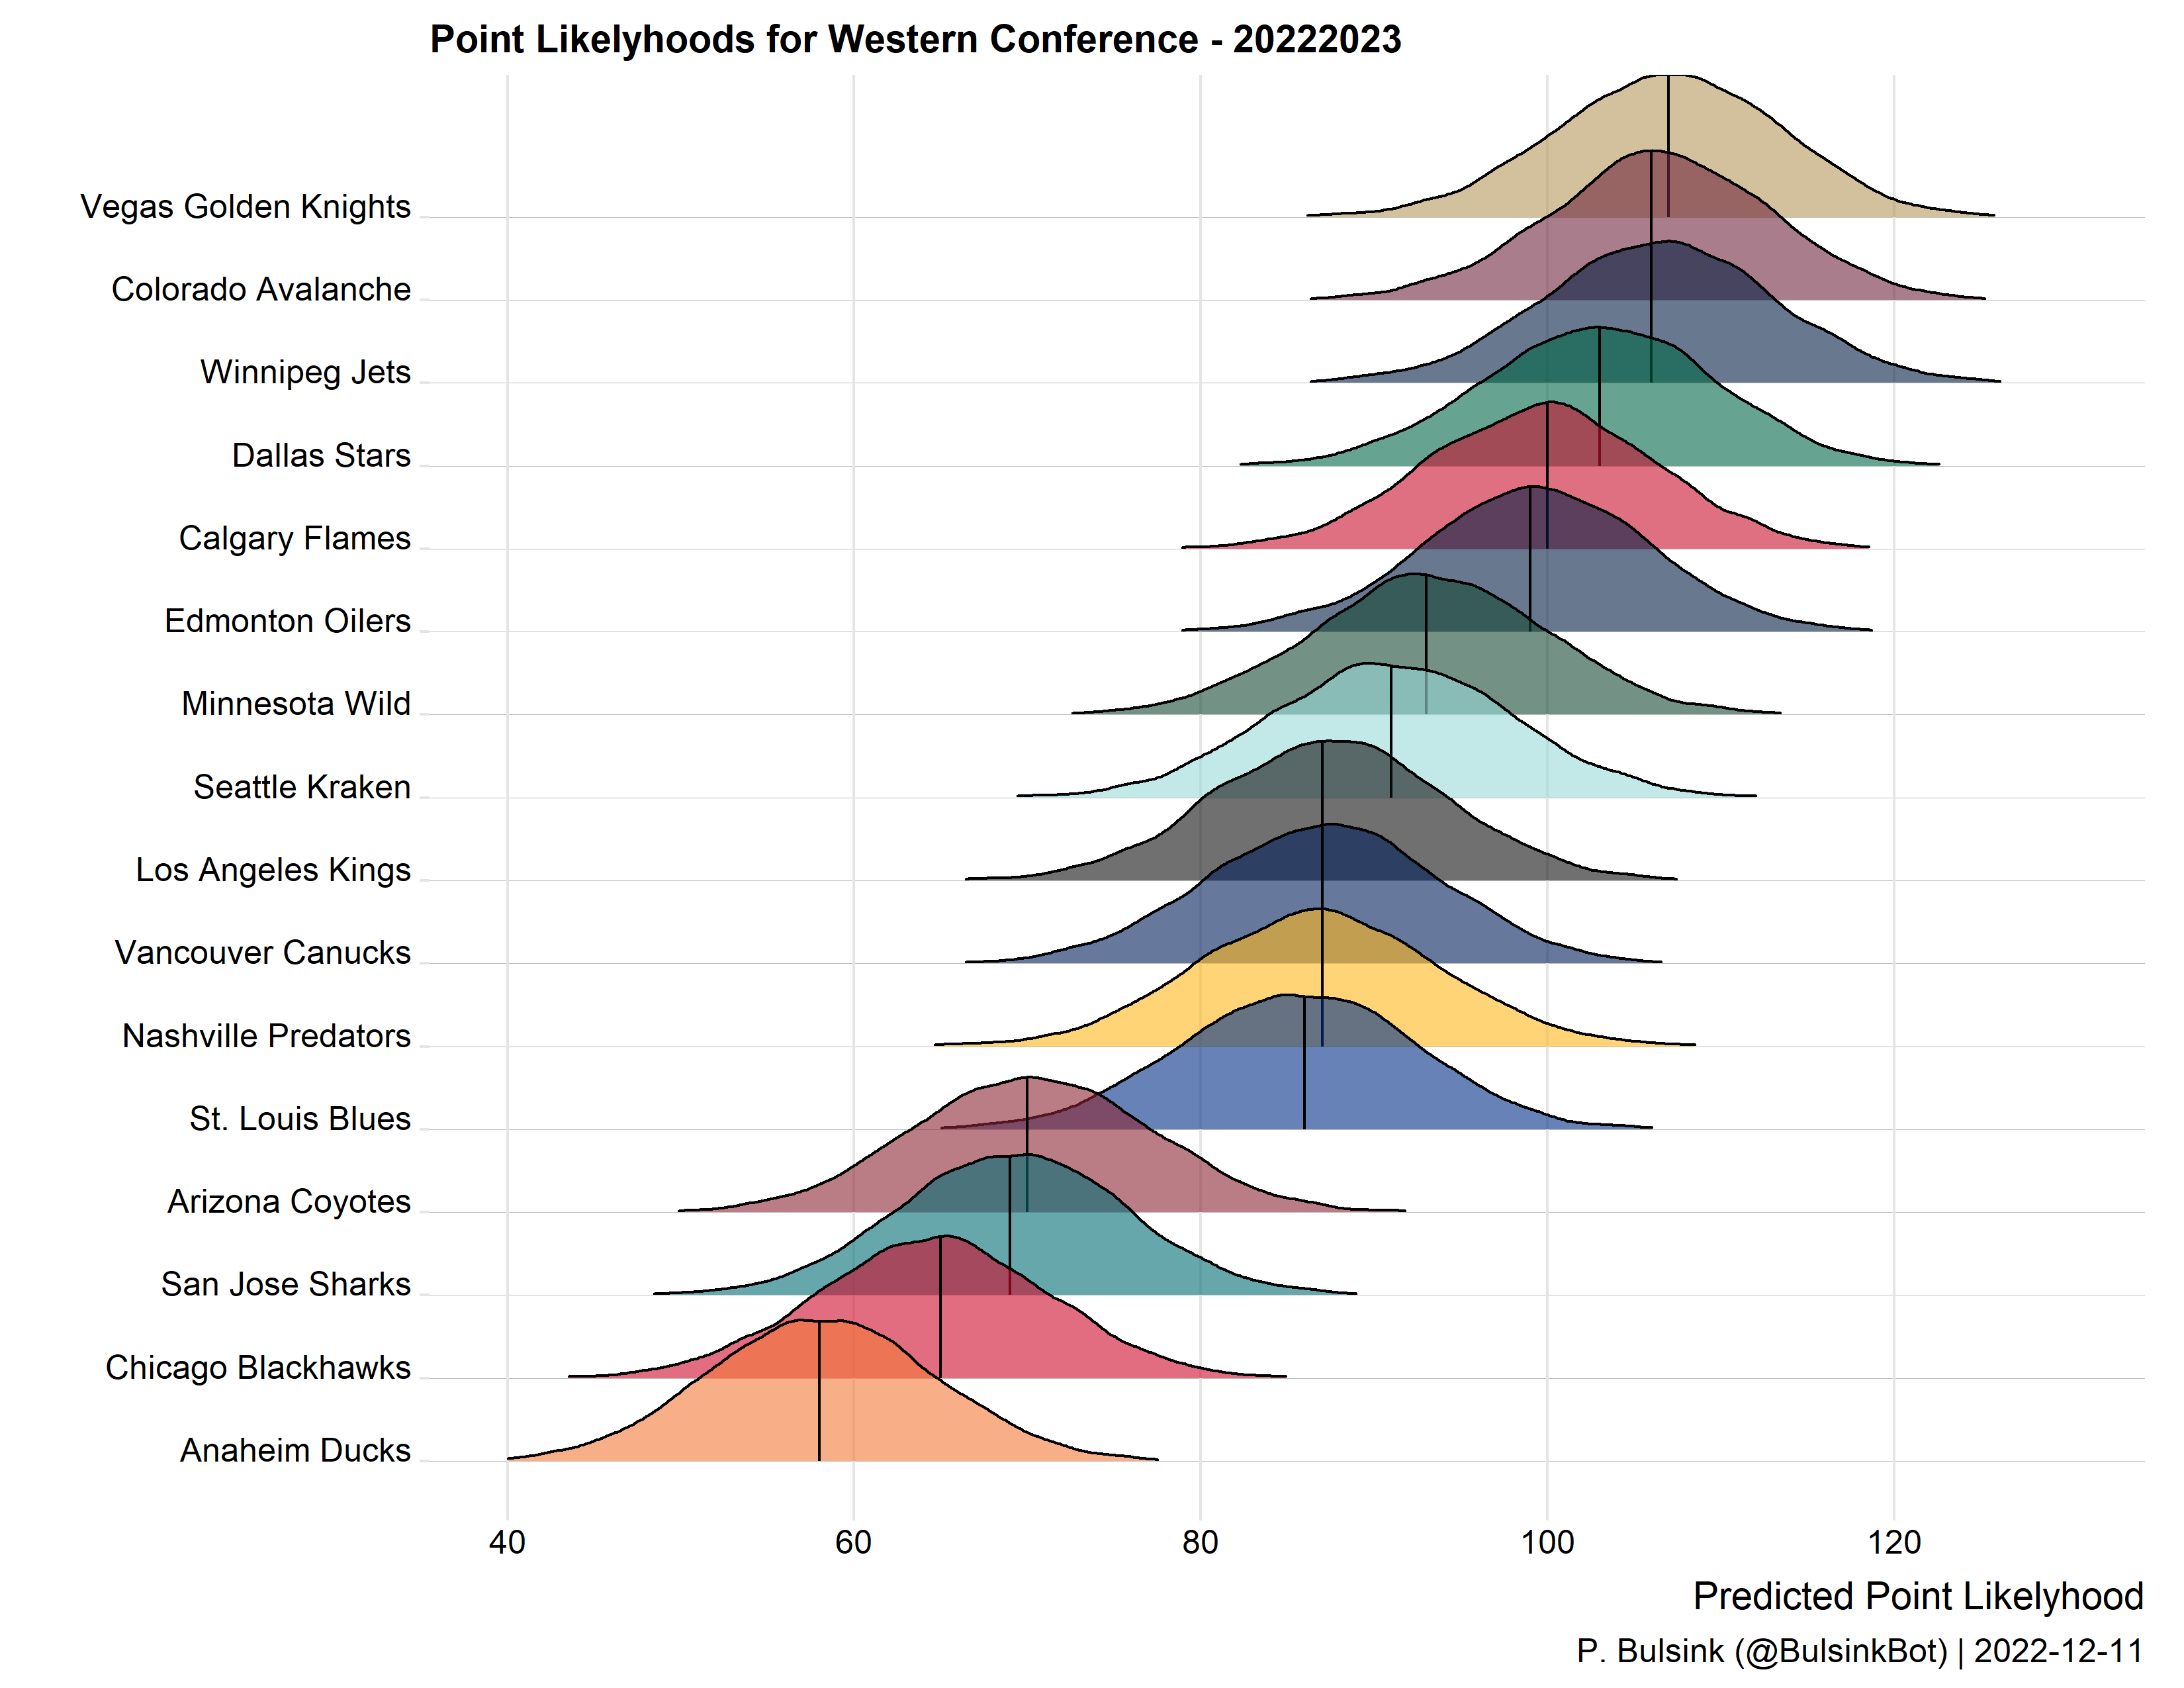 Point Likelyhoods for Western Conference - 20222023
Vegas Golden Knights
Colorado Avalanche
Winnipeg Jets
Dallas Stars
Calgary Flames
Edmonton Oilers
Minnesota Wild
Seattle Kraken
Los Angeles Kings
Vancouver Canucks
Nashville Predators
St. Louis Blues
Arizona Coyotes
San Jose Sharks
Chicago Blackhawks
Anaheim Ducks
40 60 80 100 120
Predicted Point Likelyhood
P. Bulsink (@BulsinkBot) | 2022-12-11